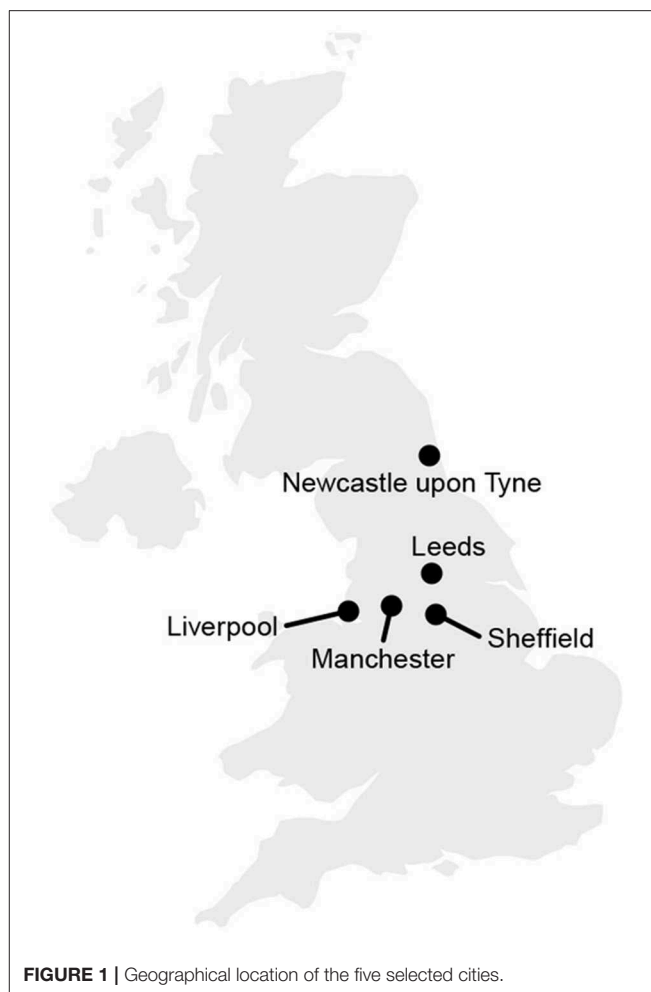 Newcastle upon Tyne
Leeds
Liverpool
Manchester
Sheffield
FIGURE 1 | Geographical location of the five selected cities.